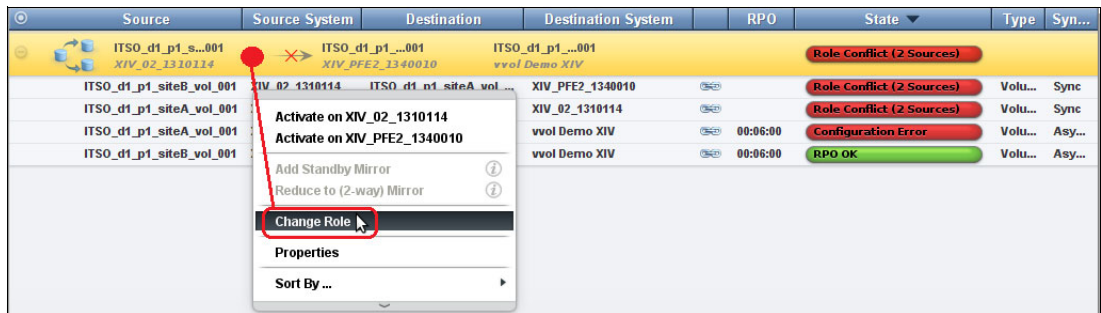 Source Source System Destination Destination System RPO State Type Syn...
ITSO_d1_p1_s...001 ITSO_d1_p1_...001 ITSO_d1_p1_...001 Role Conflict (2 Sources)
XIV_02_1310114 XIV_PFE2_1340010 vvol Demo XIV
ITSO_d1_p1_siteB_vol_001 XIV_02_1310114 ITSO_d1_p1_siteA_vol_... XIV_PFE2_1340010 Role Conflict (2 Sources) Volu... Sync
ITSO_d1_p1_siteA_vol_001 XIV_02_1310114 Role Conflict (2 Sources) Volu... Sync
ITSO_d1_p1_siteA_vol_001 vvol Demo XIV 00:06:00 Configuration Error Volu... Asy...
ITSO_d1_p1_siteB_vol_001 vvol Demo XIV 00:06:00 RPO OK Volu... Asy...
Activate on XIV_02_1310114
Activate on XIV_PFE2_1340010
Add Standby Mirror
Reduce to (2-way) Mirror
Change Role
Properties
Sort By ...